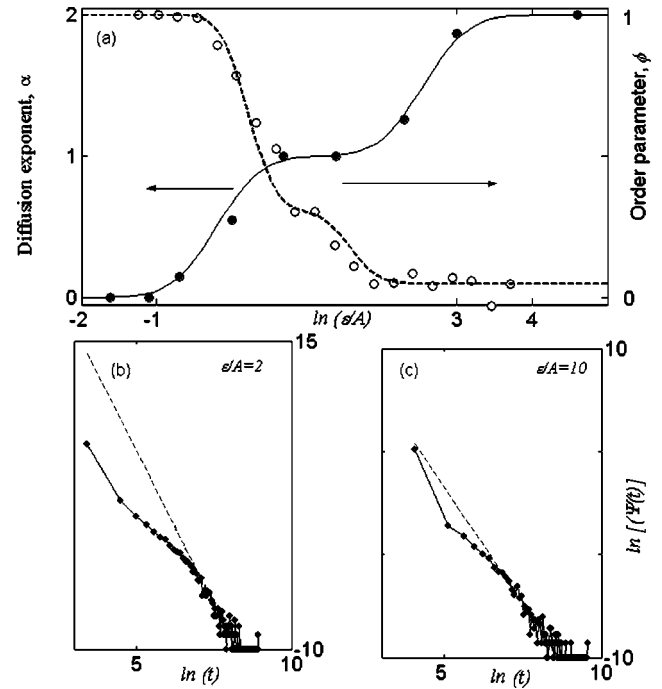 (a)
Diffusion exponent, α
Order parameter, ϕ
2
1
0
1
0
-2
-1
3
4
ln (ε/A)
(b)
ε/A=2
15
-10
5
10
ln (t)
(c)
ε/A=10
10
-10
3
5
10
ln (t)
ln [(Ψ(t)]